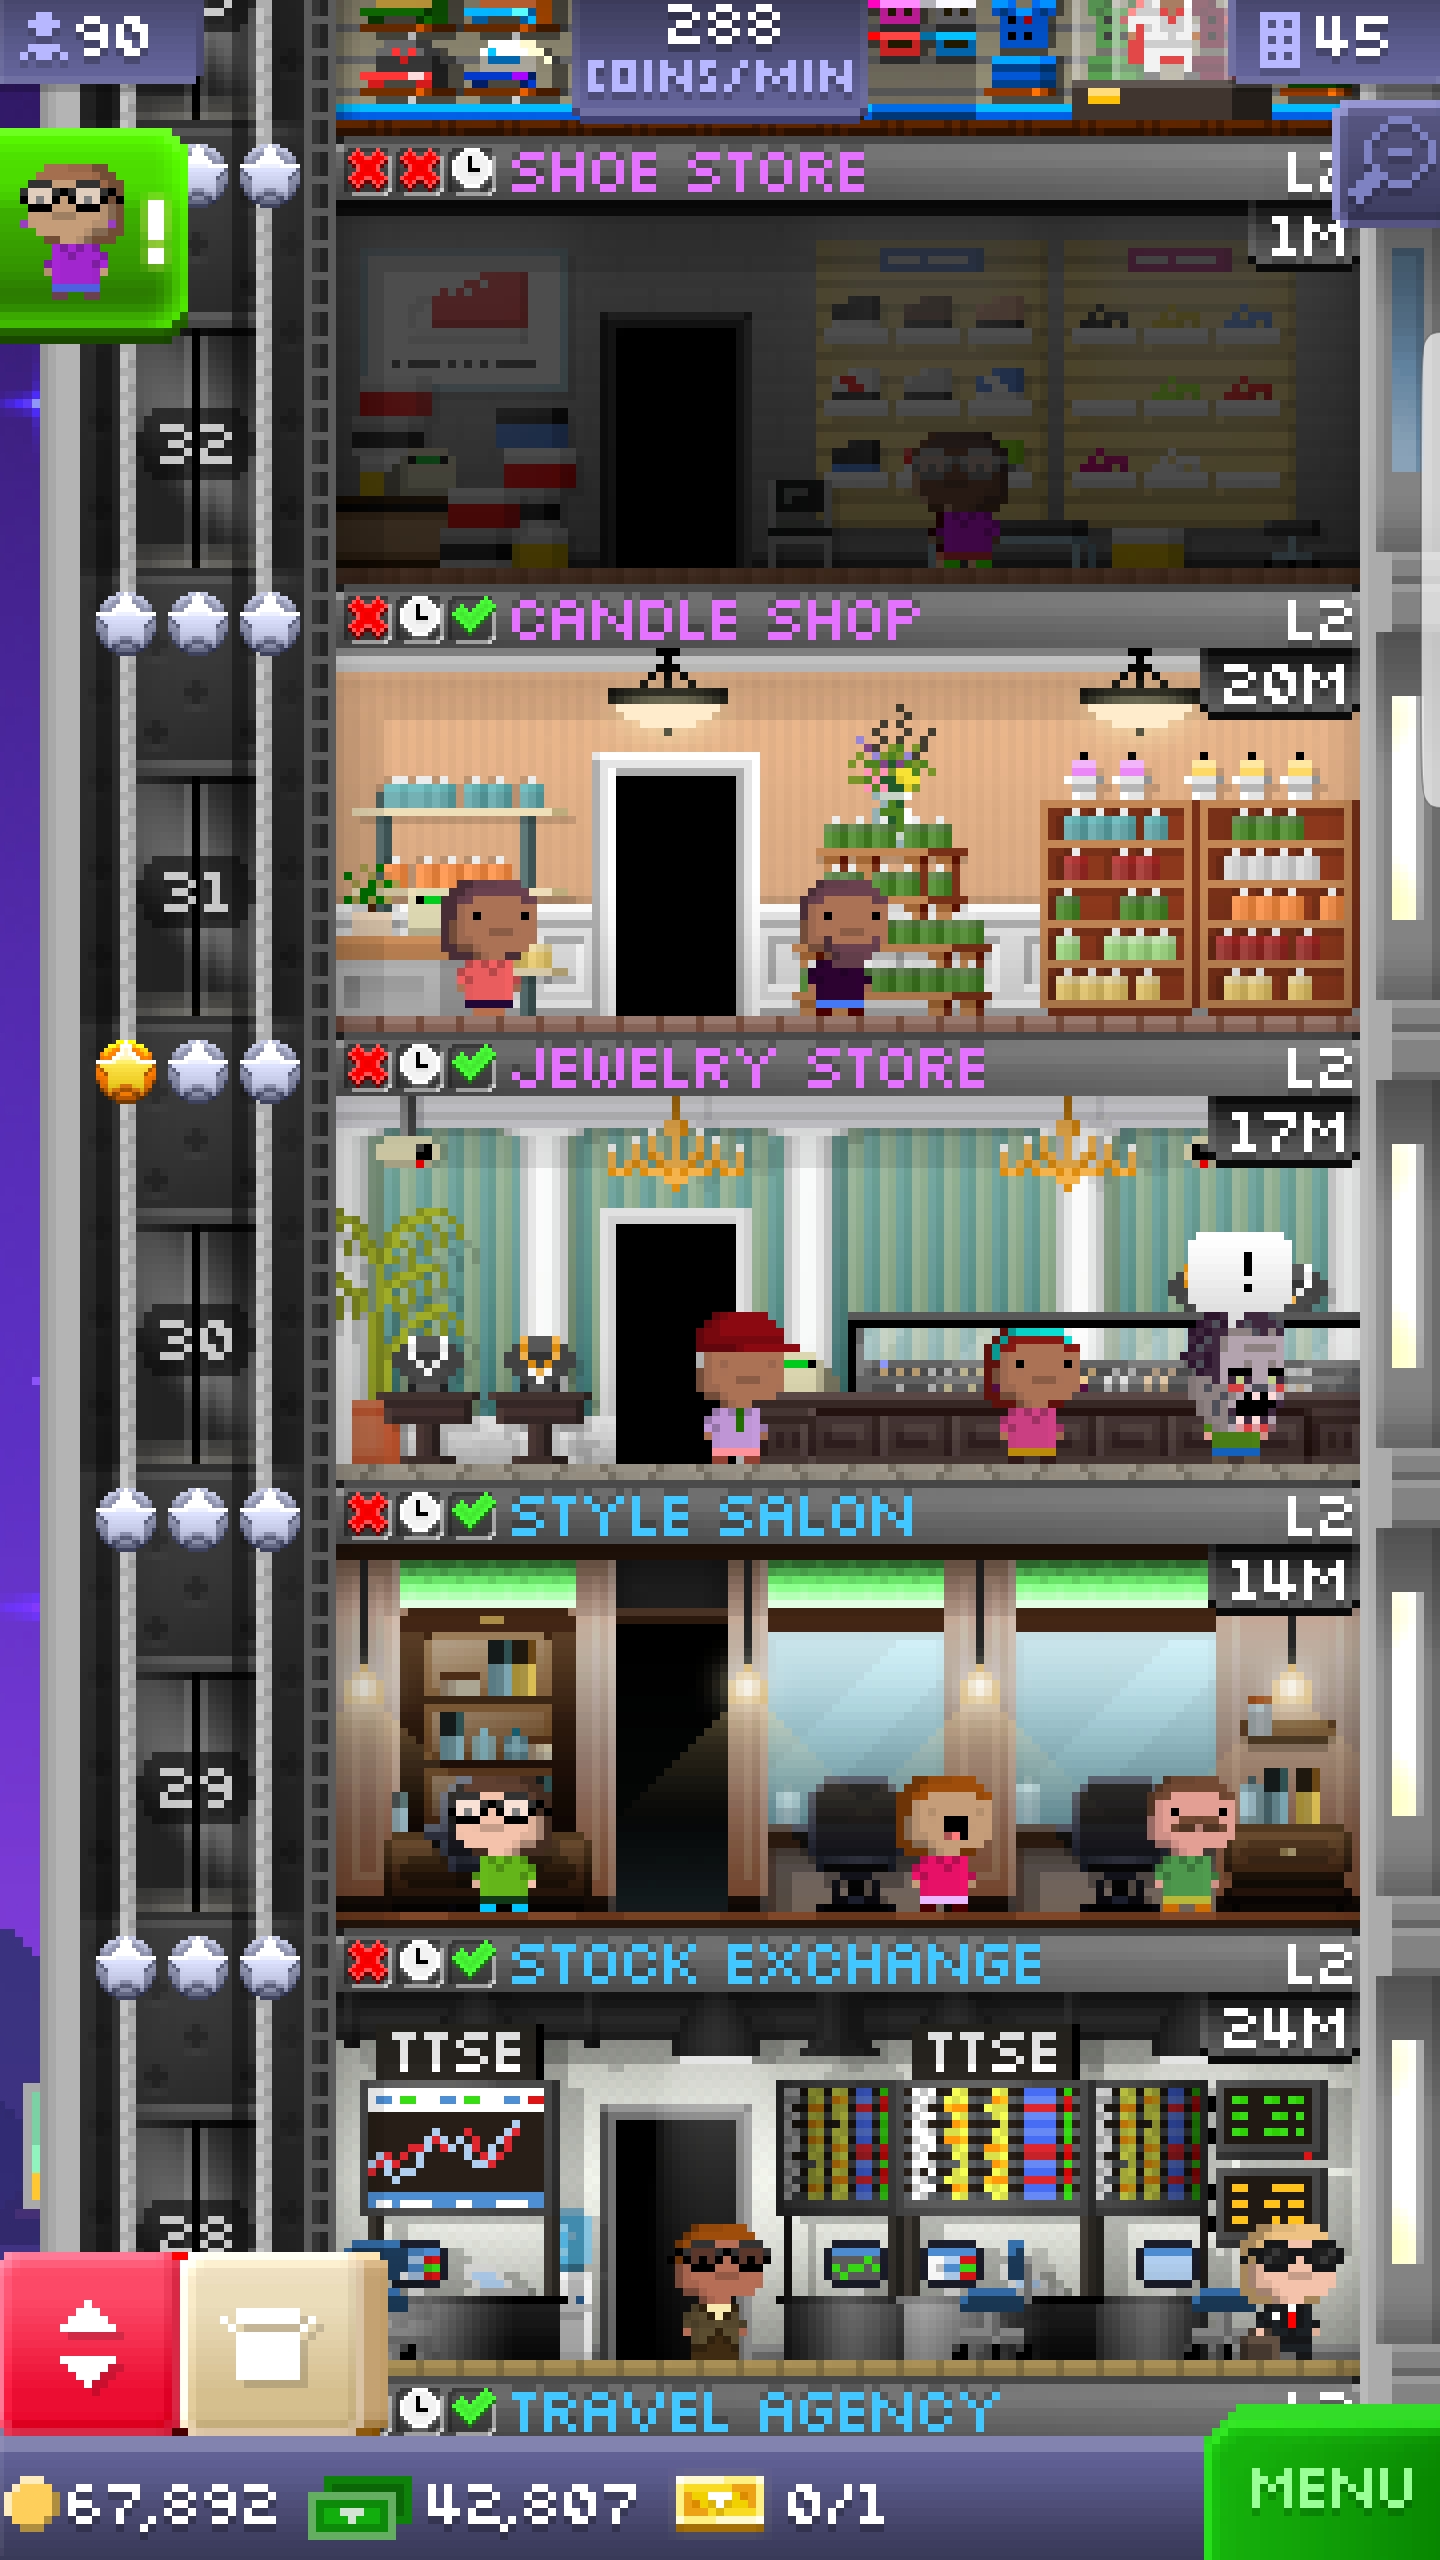 90
288
COINS/MIN
45
!
SHOE STORE
1M
32
CANDLE SHOP L2
20M
31
JEWELRY STORE L2
17M
!
30
STYLE SALON L2
14M
29
STOCK EXCHANGE L2
24M
TTSE TTSE
28
TRAVEL AGENCY
67,892 42,807 0/1
MENU